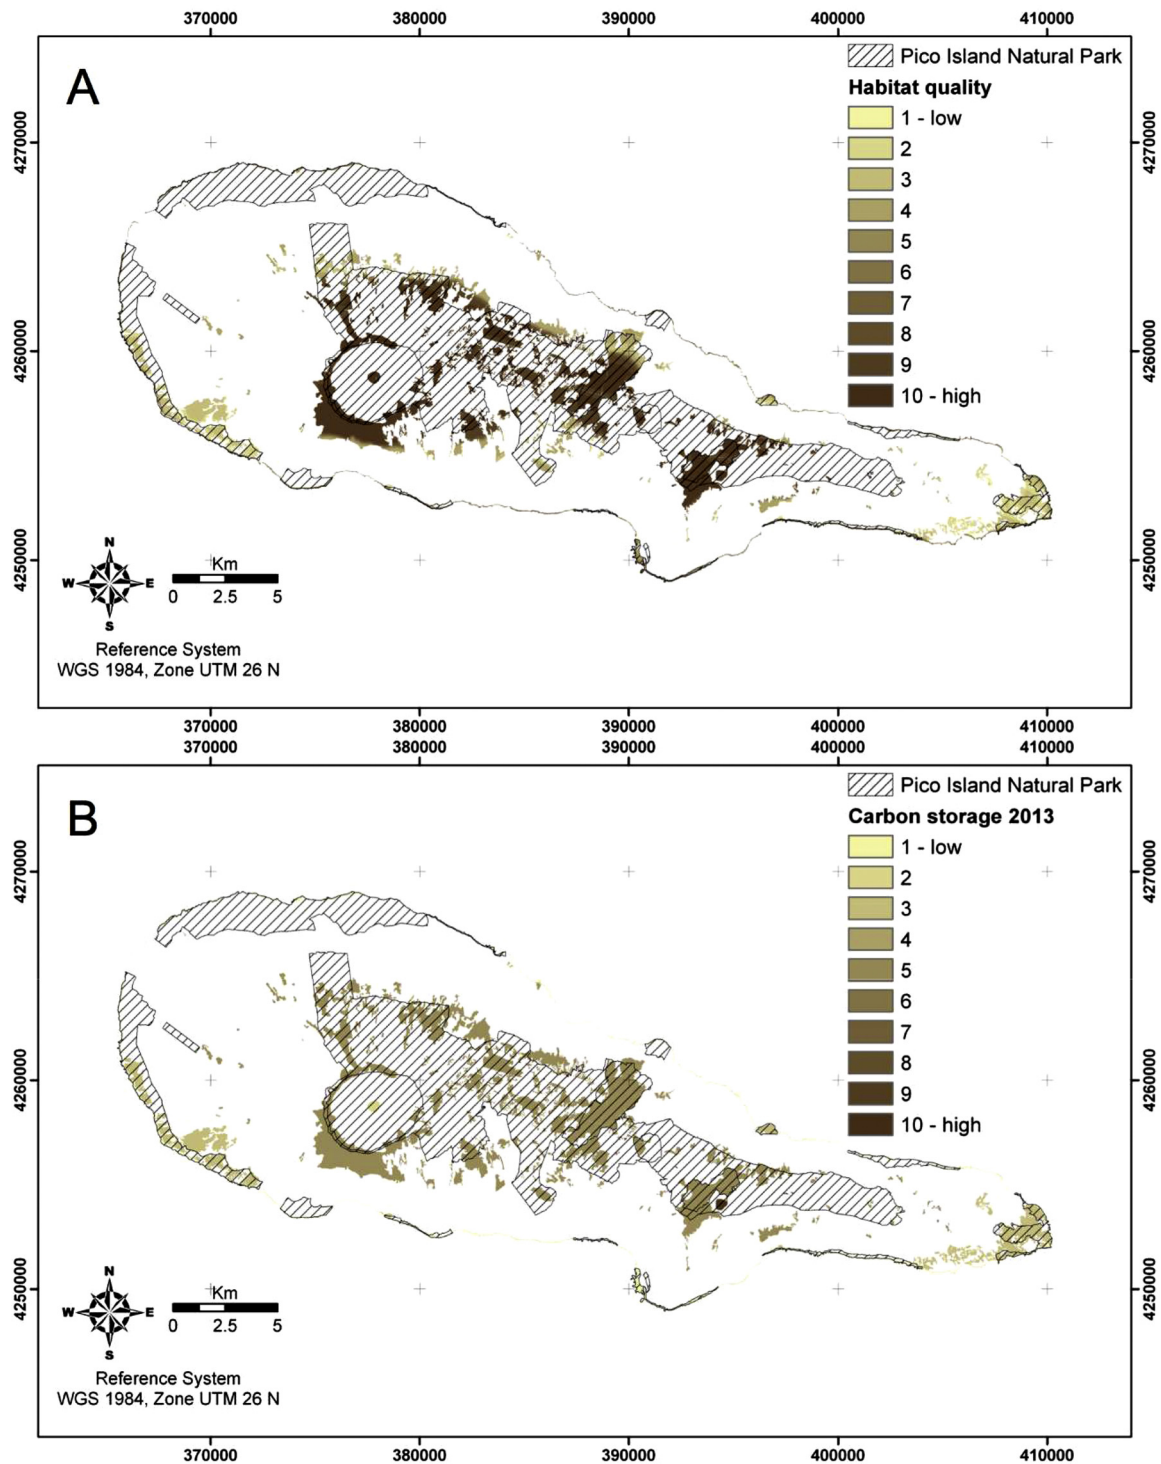 370000 380000 390000 400000 410000
A
Pico Island Natural Park
Habitat quality
1 - low
2
3
4
5
6
7
8
9
10 - high
4270000 4270000
4260000 4260000
4250000 4250000
N
W E
S
Km
0 2.5 5
Reference System
WGS 1984, Zone UTM 26 N
370000 380000 390000 400000 410000
370000 380000 390000 400000 410000
B
Pico Island Natural Park
Carbon storage 2013
1 - low
2
3
4
5
6
7
8
9
10 - high
4270000 4270000
4260000 4260000
4250000 4250000
N
W E
S
Km
0 2.5 5
Reference System
WGS 1984, Zone UTM 26 N
370000 380000 390000 400000 410000